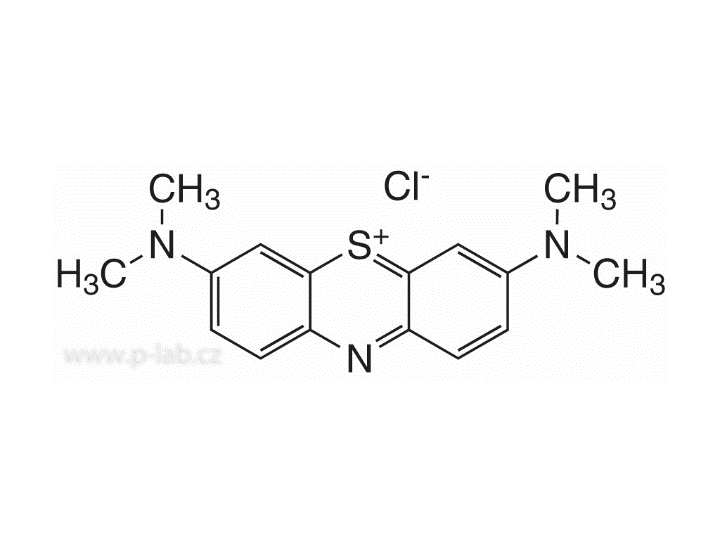 CH₃ Cl⁻ CH₃
N S⁺ N
H₃C CH₃
www.p-lab.cz N